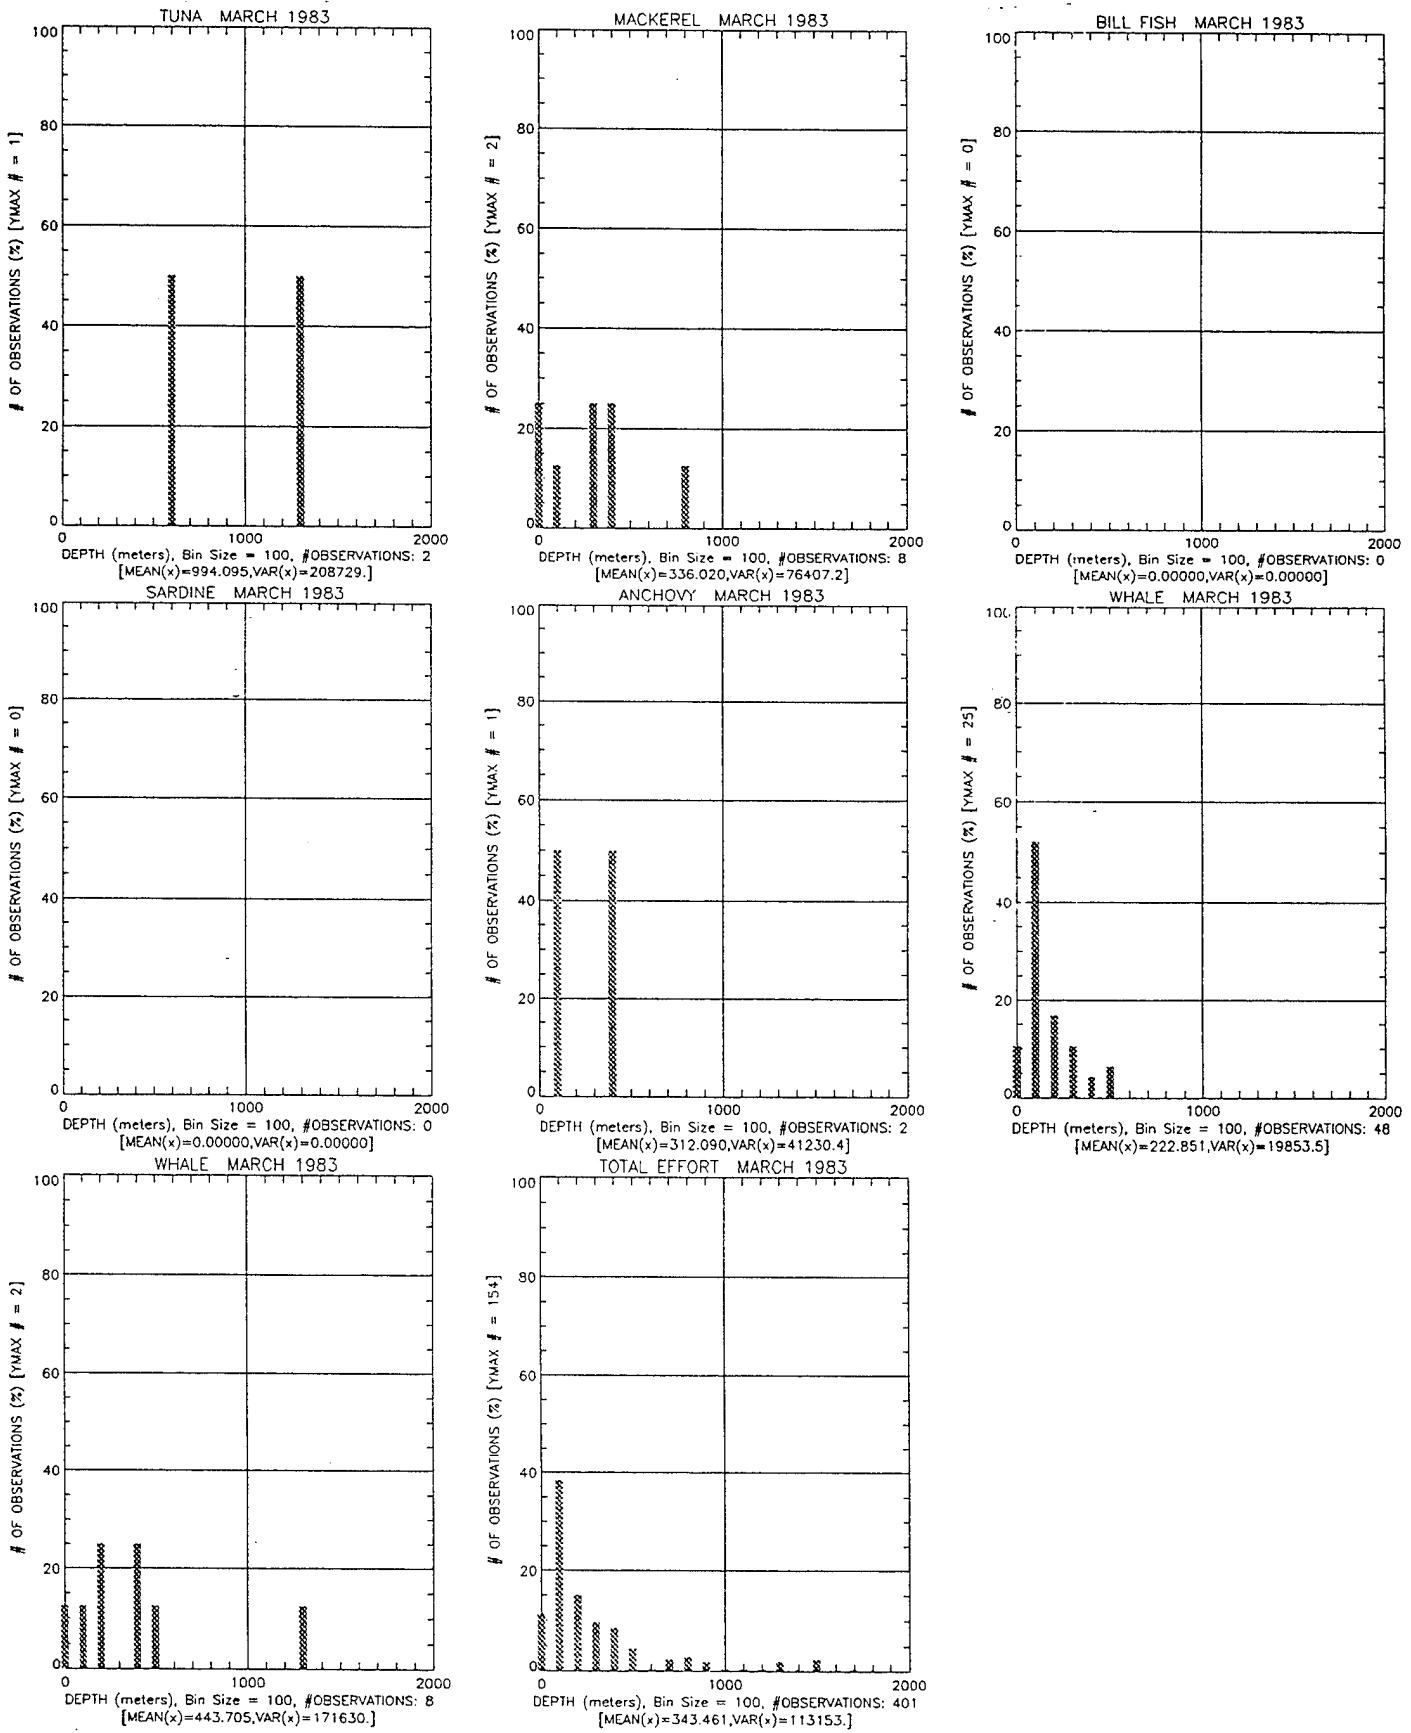 TUNA MARCH 1983
100
80
60
40
20
0
# OF OBSERVATIONS (%) [YMAX # = 1]
0 1000 2000
DEPTH (meters), Bin Size = 100, #OBSERVATIONS: 2
[MEAN(x)=994.095,VAR(x)=208729.]
MACKEREL MARCH 1983
100
80
60
40
20
0
# OF OBSERVATIONS (%) [YMAX # = 2]
0 1000 2000
DEPTH (meters), Bin Size = 100, #OBSERVATIONS: 8
[MEAN(x)=336.020,VAR(x)=76407.2]
BILL FISH MARCH 1983
100
80
60
40
20
0
# OF OBSERVATIONS (%) [YMAX # = 0]
0 1000 2000
DEPTH (meters), Bin Size = 100, #OBSERVATIONS: 0
[MEAN(x)=0.00000,VAR(x)=0.00000]
SARDINE MARCH 1983
100
80
60
40
20
0
# OF OBSERVATIONS (%) [YMAX # = 0]
0 1000 2000
DEPTH (meters), Bin Size = 100, #OBSERVATIONS: 0
[MEAN(x)=0.00000,VAR(x)=0.00000]
ANCHOVY MARCH 1983
100
80
60
40
20
0
# OF OBSERVATIONS (%) [YMAX # = 1]
0 1000 2000
DEPTH (meters), Bin Size = 100, #OBSERVATIONS: 2
[MEAN(x)=312.090,VAR(x)=41230.4]
WHALE MARCH 1983
100
80
60
40
20
0
# OF OBSERVATIONS (%) [YMAX # = 25]
0 1000 2000
DEPTH (meters), Bin Size = 100, #OBSERVATIONS: 48
[MEAN(x)=222.851,VAR(x)=19853.5]
WHALE MARCH 1983
100
80
60
40
20
0
# OF OBSERVATIONS (%) [YMAX # = 2]
0 1000 2000
DEPTH (meters), Bin Size = 100, #OBSERVATIONS: 8
[MEAN(x)=443.705,VAR(x)=171630.]
TOTAL EFFORT MARCH 1983
100
80
60
40
20
0
# OF OBSERVATIONS (%) [YMAX # = 154]
0 1000 2000
DEPTH (meters), Bin Size = 100, #OBSERVATIONS: 401
[MEAN(x)=343.461,VAR(x)=113153.]